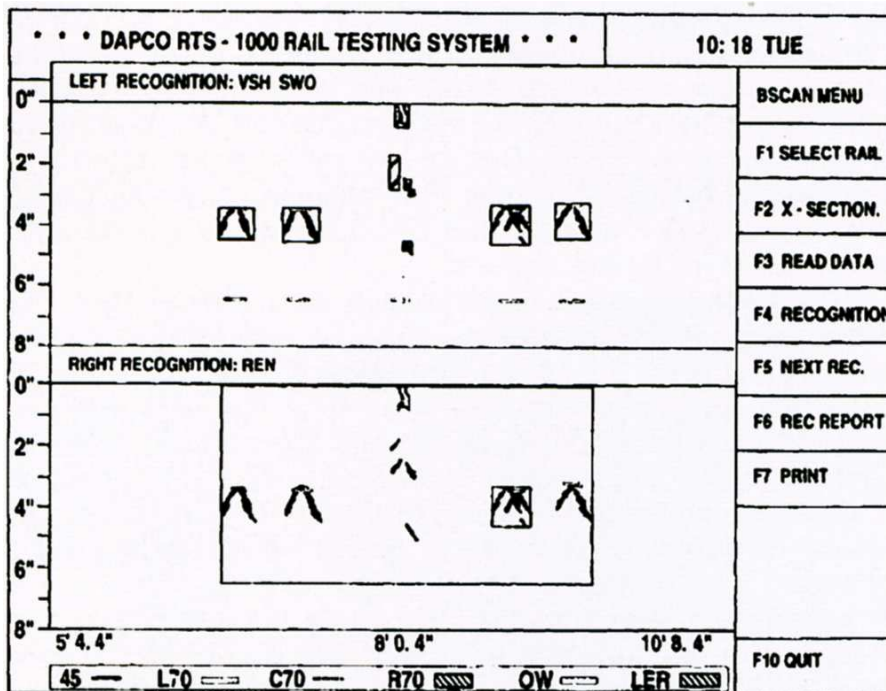 * * * DAPCO RTS - 1000 RAIL TESTING SYSTEM * * *
10: 18 TUE
LEFT RECOGNITION: VSH SWO
0"
2"
4"
6"
8"
RIGHT RECOGNITION: REN
0"
2"
4"
6"
8"
5' 4. 4"
8' 0. 4"
10' 8. 4"
45
L70
C70
R70
OW
LER
BSCAN MENU
F1 SELECT RAIL
F2 X - SECTION.
F3 READ DATA
F4 RECOGNITION
F5 NEXT REC.
F6 REC REPORT
F7 PRINT
F10 QUIT